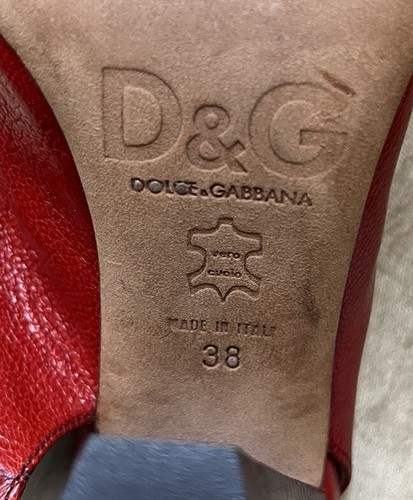 D&G
DOLCE & GABBANA
vero
cuoio
MADE IN ITALY
38